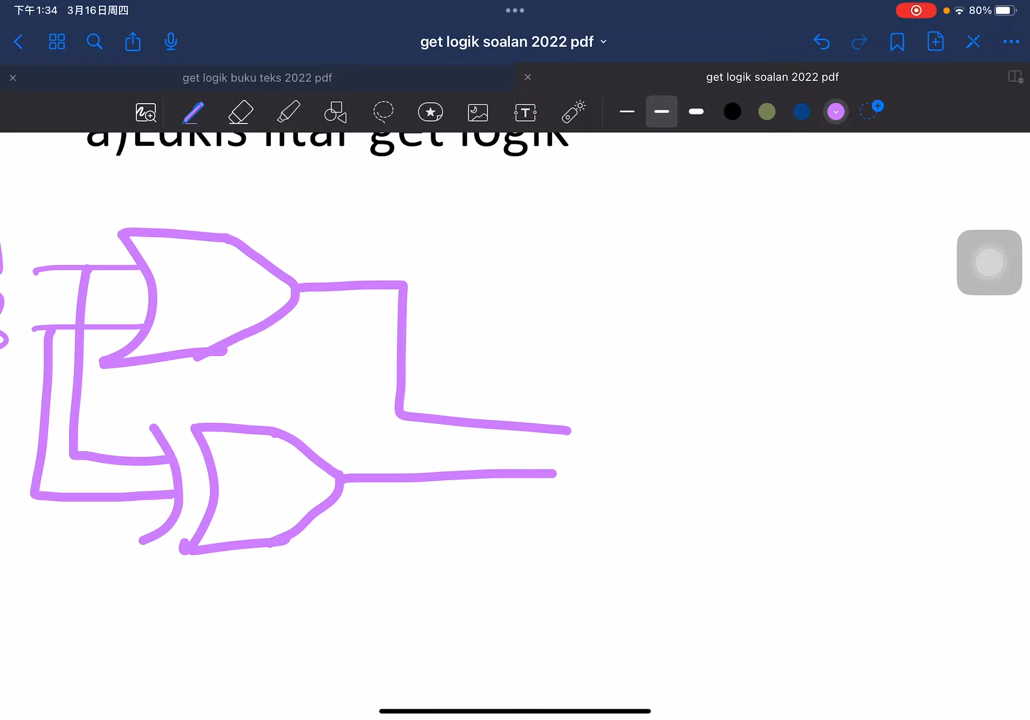 下午1:34 3月16日周四
80%
get logik soalan 2022 pdf
get logik buku teks 2022 pdf
get logik soalan 2022 pdf
T
a)Lukis litar get logik